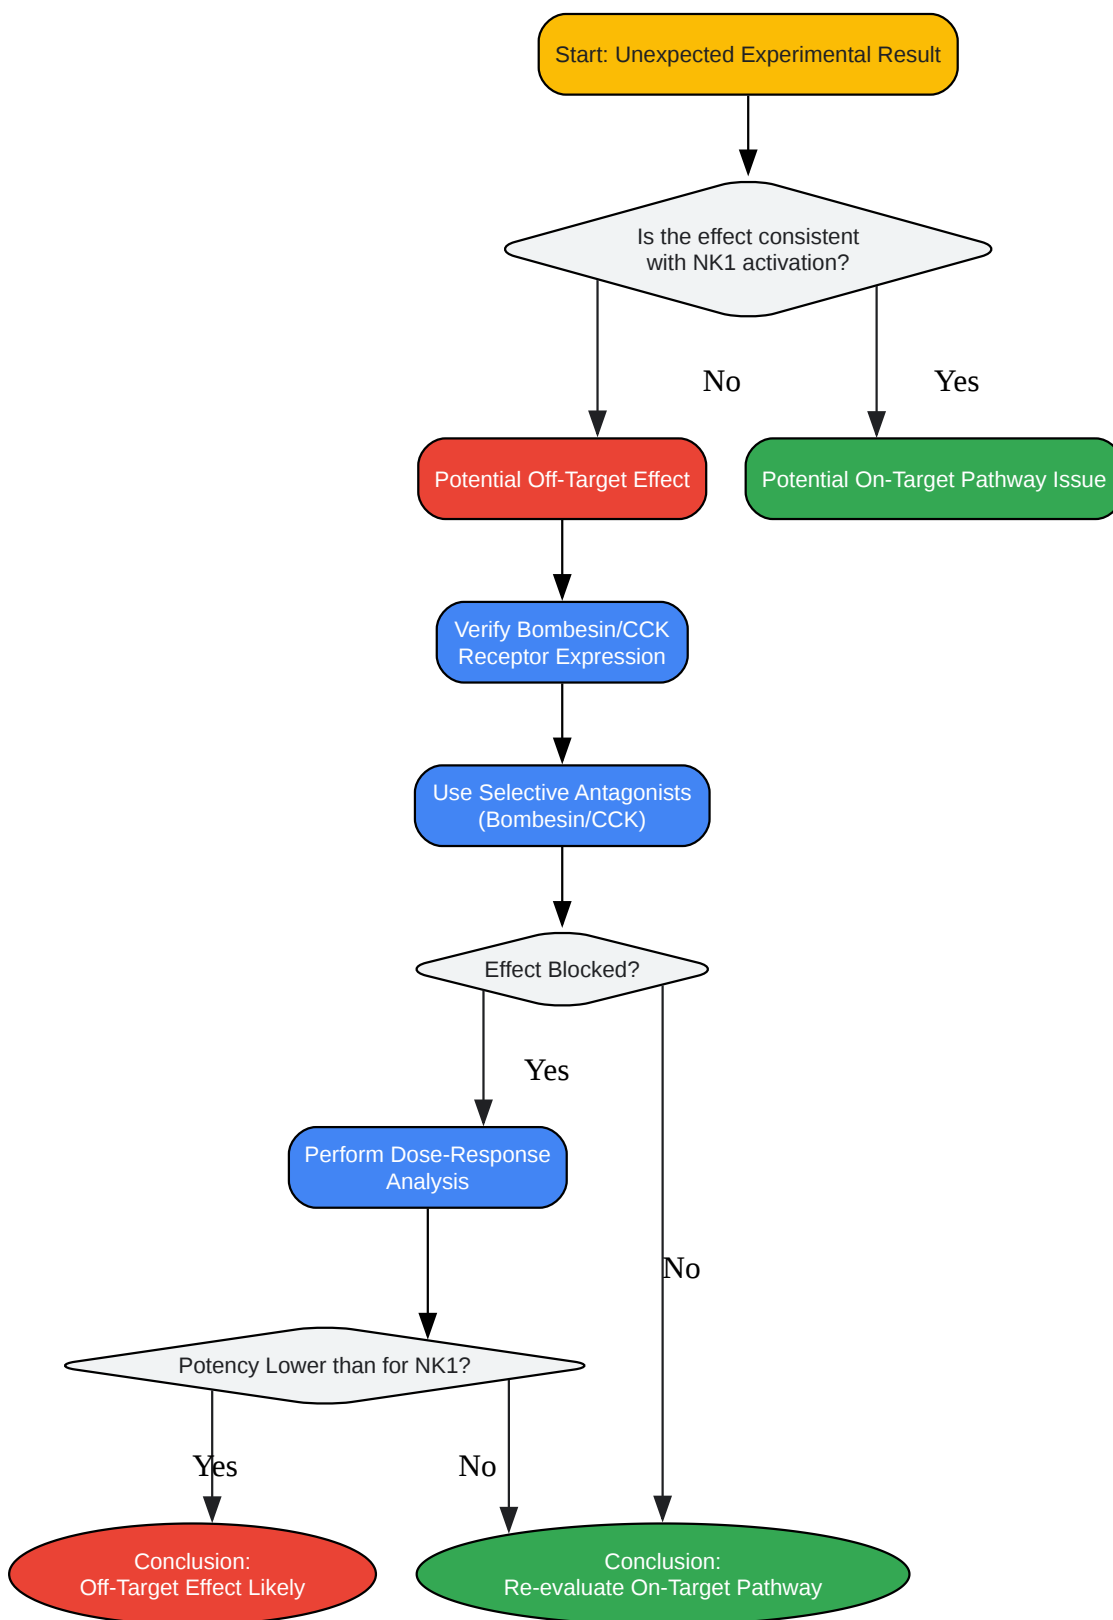 Start: Unexpected Experimental Result
Is the effect consistent
with NK1 activation?
No
Yes
Potential Off-Target Effect
Potential On-Target Pathway Issue
Verify Bombesin/CCK
Receptor Expression
Use Selective Antagonists
(Bombesin/CCK)
Effect Blocked?
Yes
Perform Dose-Response
Analysis
No
Potency Lower than for NK1?
Yes
No
Conclusion:
Off-Target Effect Likely
Conclusion:
Re-evaluate On-Target Pathway